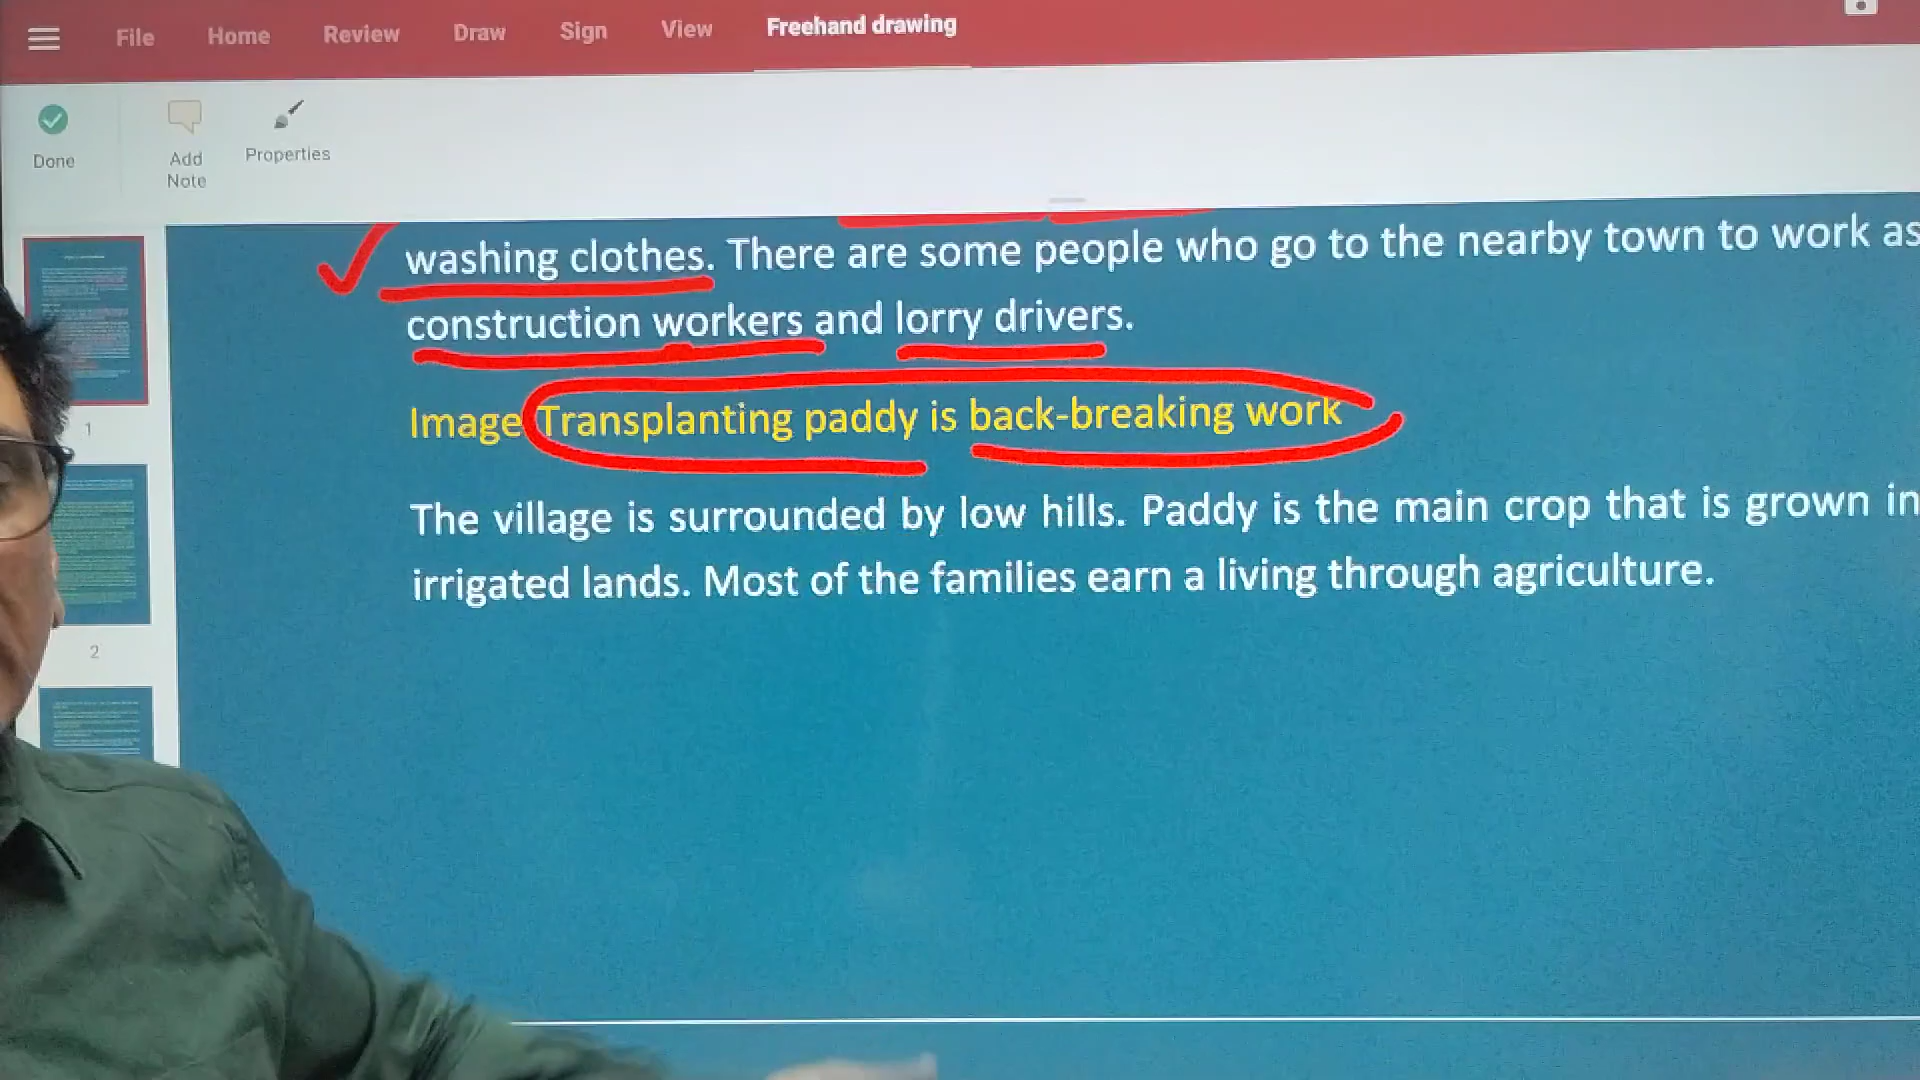 File Home Review Draw Sign View Freehand drawing
Done
Add Note
Properties
washing clothes. There are some people who go to the nearby town to work as
construction workers and lorry drivers.
Image Transplanting paddy is back-breaking work
The village is surrounded by low hills. Paddy is the main crop that is grown in
irrigated lands. Most of the families earn a living through agriculture.
1
2